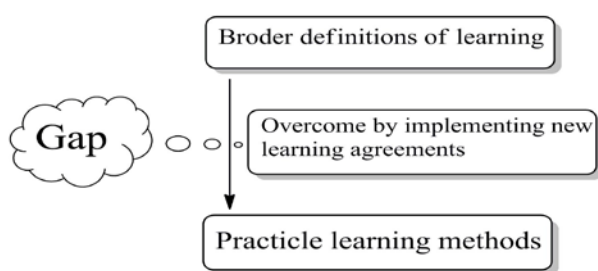 Broder definitions of learning
Gap
Overcome by implementing new
learning agreements
Practicle learning methods